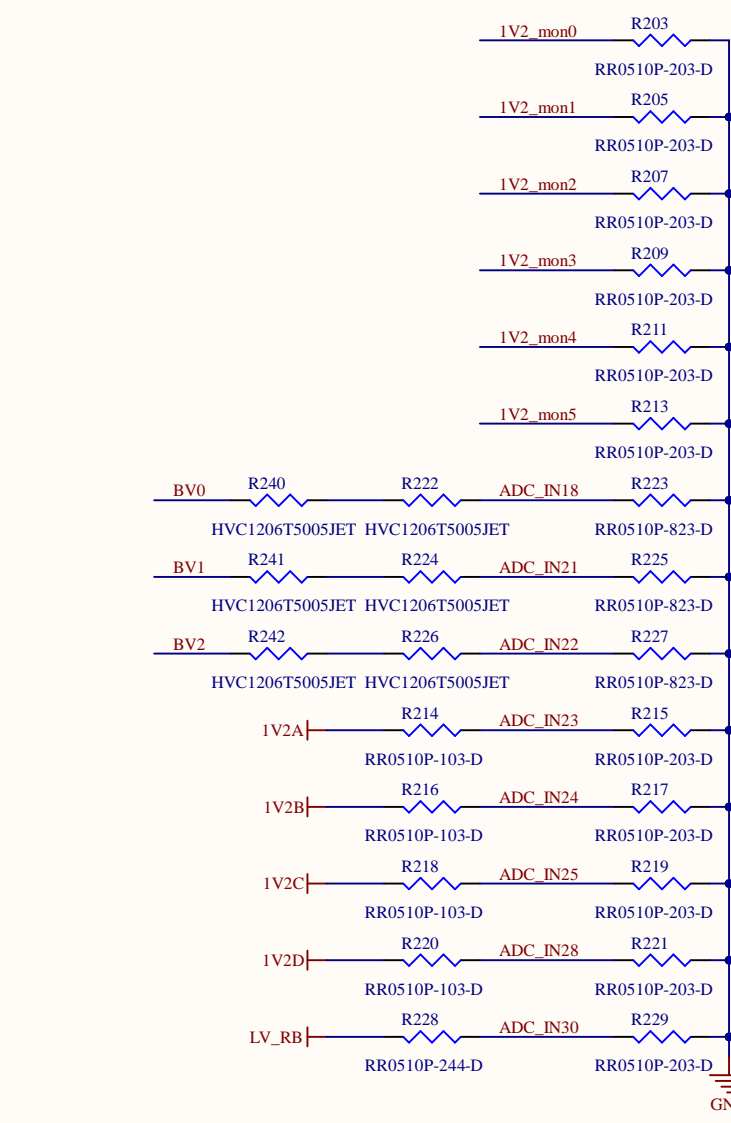 R203
1V2_mon0
RR0510P-203-D
R205
1V2_mon1
RR0510P-203-D
R207
1V2_mon2
RR0510P-203-D
R209
1V2_mon3
RR0510P-203-D
R211
1V2_mon4
RR0510P-203-D
R213
1V2_mon5
RR0510P-203-D
BV0 R240 R222 ADC_IN18 R223
HVC1206T5005JET HVC1206T5005JET RR0510P-823-D
BV1 R241 R224 ADC_IN21 R225
HVC1206T5005JET HVC1206T5005JET RR0510P-823-D
BV2 R242 R226 ADC_IN22 R227
HVC1206T5005JET HVC1206T5005JET RR0510P-823-D
1V2A R214 ADC_IN23 R215
RR0510P-103-D RR0510P-203-D
1V2B R216 ADC_IN24 R217
RR0510P-103-D RR0510P-203-D
1V2C R218 ADC_IN25 R219
RR0510P-103-D RR0510P-203-D
1V2D R220 ADC_IN28 R221
RR0510P-103-D RR0510P-203-D
LV_RB R228 ADC_IN30 R229
RR0510P-244-D RR0510P-203-D